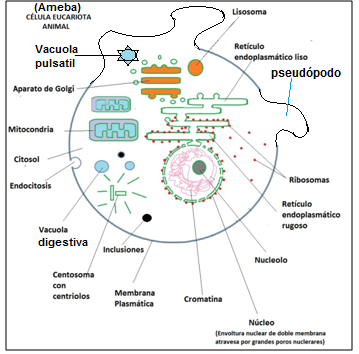 (Ameba)
CÉLULA EUCARIOTA
ANIMAL
Lisosoma
Vacuola
pulsatil
Retículo
endoplasmático liso
pseudópodo
Aparato de Golgi
Mitocondria
Citosol
Endocitosis
Ribosomas
Retículo
endoplasmático
rugoso
Vacuola
digestiva
Inclusiones
Nucleolo
Centosoma
con
centriolos
Membrana
Plasmática
Cromatina
Núcleo
(Envoltura nuclear de doble membrana
atravesa por grandes poros nuclerares)